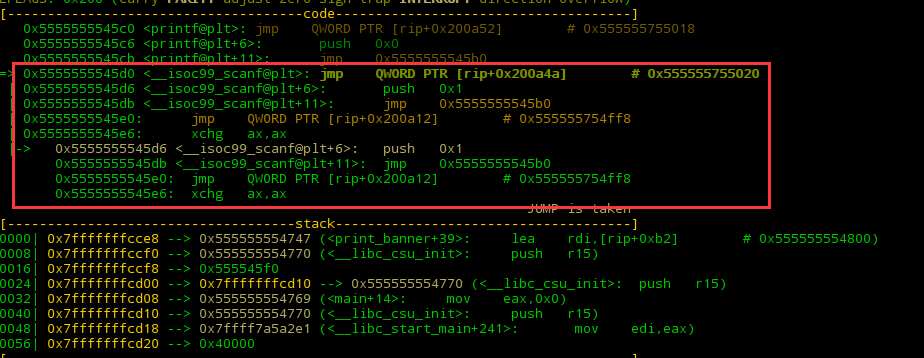 EFLAGS: 0x206 (carry PARITY adjust zero sign trap INTERRUPT direction overflow)
[-------------------------------------code-------------------------------------]
0x5555555545c0 <printf@plt>: jmp QWORD PTR [rip+0x200a52] # 0x555555755018
0x5555555545c6 <printf@plt+6>: push 0x0
0x5555555545cb <printf@plt+11>: jmp 0x5555555545b0
=> 0x5555555545d0 <__isoc99_scanf@plt>: jmp QWORD PTR [rip+0x200a4a] # 0x555555755020
| 0x5555555545d6 <__isoc99_scanf@plt+6>: push 0x1
| 0x5555555545db <__isoc99_scanf@plt+11>: jmp 0x5555555545b0
| 0x5555555545e0: jmp QWORD PTR [rip+0x200a12] # 0x555555754ff8
| 0x5555555545e6: xchg ax,ax
|-> 0x5555555545d6 <__isoc99_scanf@plt+6>: push 0x1
0x5555555545db <__isoc99_scanf@plt+11>: jmp 0x5555555545b0
0x5555555545e0: jmp QWORD PTR [rip+0x200a12] # 0x555555754ff8
0x5555555545e6: xchg ax,ax
JUMP is taken
[------------------------------------stack-------------------------------------]
0000| 0x7fffffffcce8 --> 0x555555554747 (<print_banner+39>: lea rdi,[rip+0xb2] # 0x555555554800)
0008| 0x7fffffffccf0 --> 0x555555554770 (<__libc_csu_init>: push r15)
0016| 0x7fffffffccf8 --> 0x555545f0
0024| 0x7fffffffcd00 --> 0x7fffffffcd10 --> 0x555555554770 (<__libc_csu_init>: push r15)
0032| 0x7fffffffcd08 --> 0x555555554769 (<main+14>: mov eax,0x0)
0040| 0x7fffffffcd10 --> 0x555555554770 (<__libc_csu_init>: push r15)
0048| 0x7fffffffcd18 --> 0x7ffff7a5a2e1 (<__libc_start_main+241>: mov edi,eax)
0056| 0x7fffffffcd20 --> 0x40000